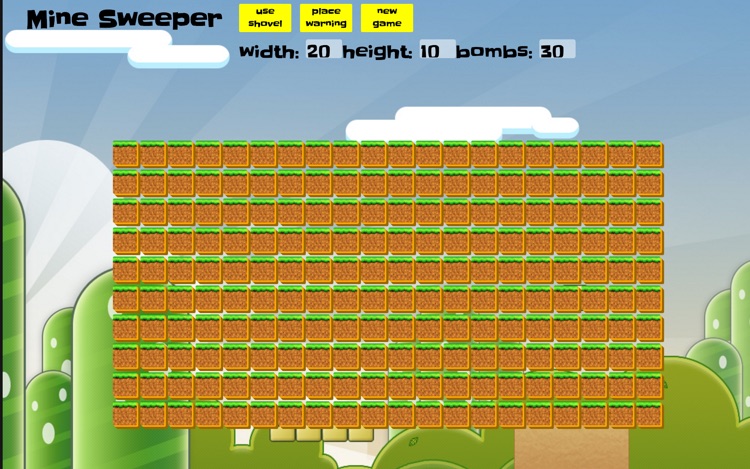 Mine Sweeper
use
shovel
place
warning
new
game
width: 20 height: 10 bombs: 30